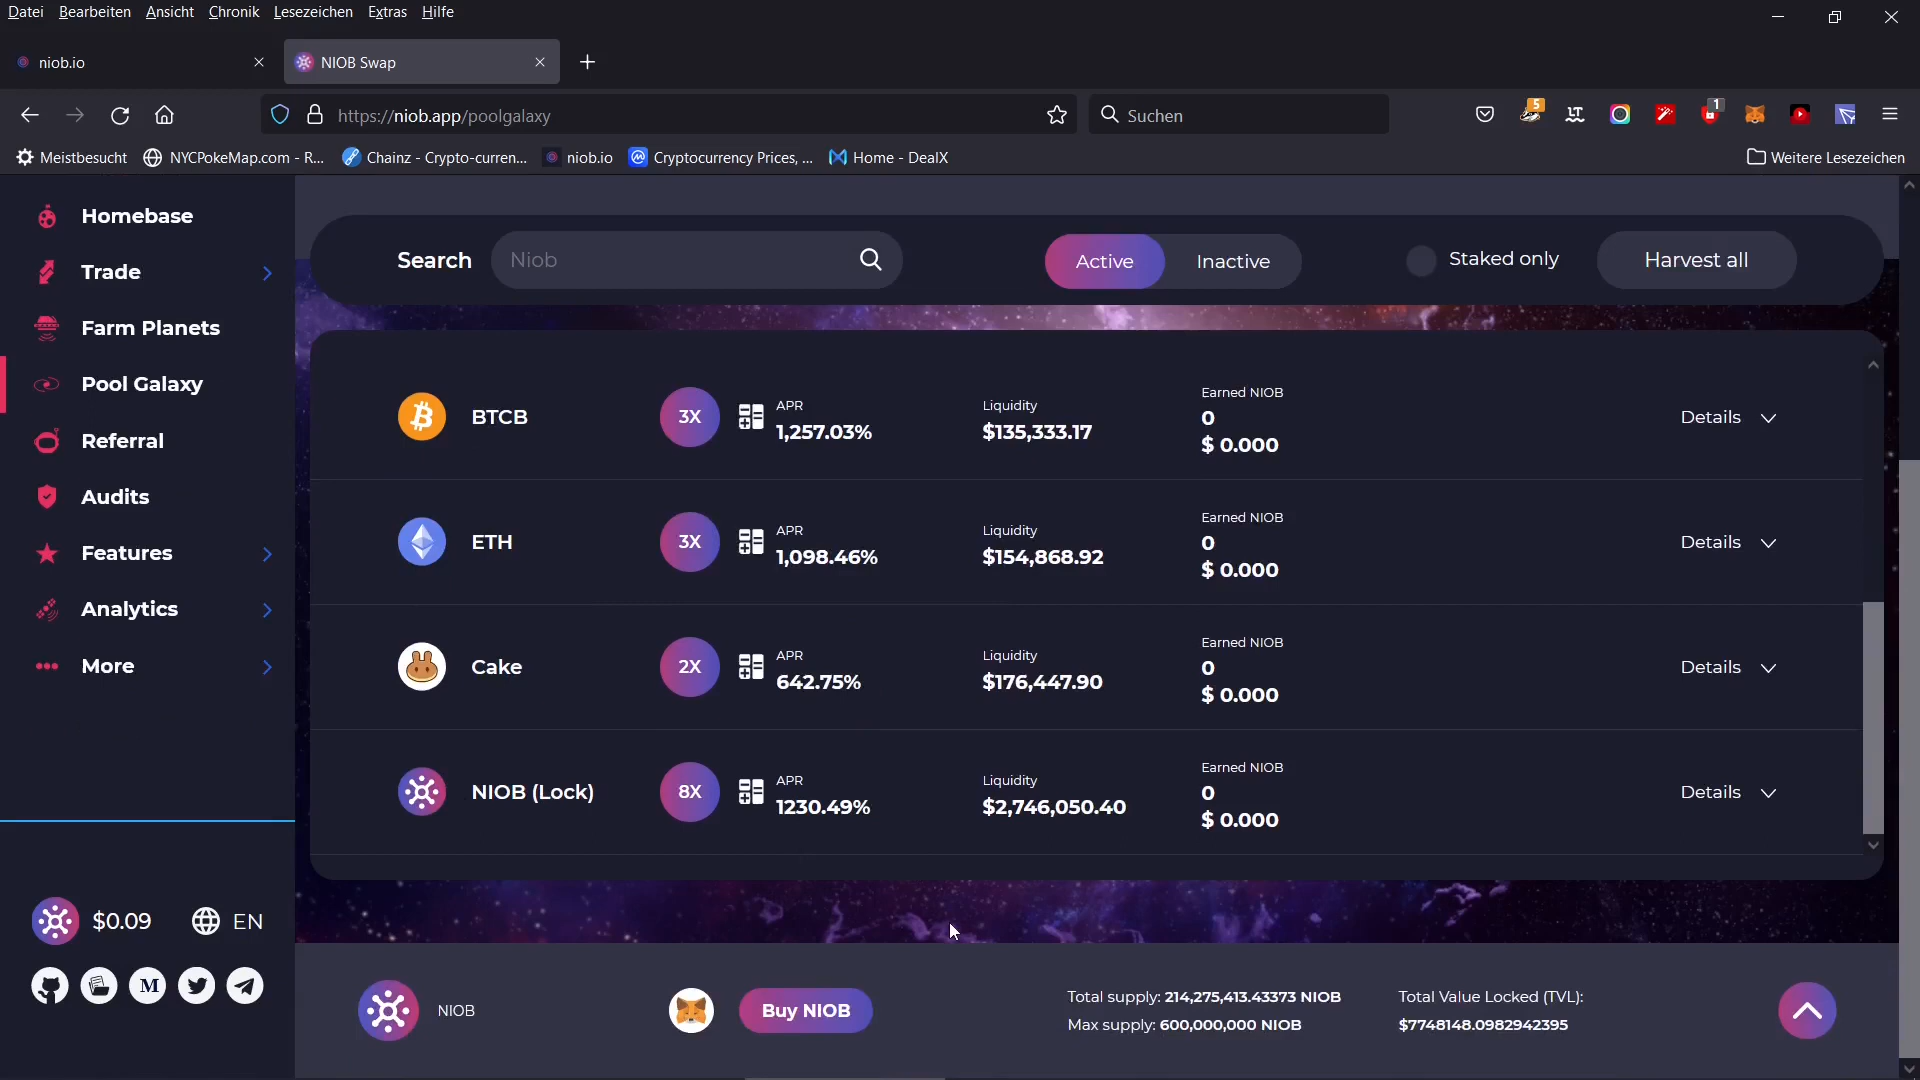 Datei Bearbeiten Ansicht Chronik Lesezeichen Extras Hilfe
niob.io
NIOB Swap
https://niob.app/poolgalaxy
Suchen
5
LT
1
Meistbesucht
NYCPokeMap.com - R...
Chainz - Crypto-curren...
niob.io
Cryptocurrency Prices, ...
Home - DealX
Weitere Lesezeichen
Homebase
Trade
Farm Planets
Pool Galaxy
Referral
Audits
Features
Analytics
More
$0.09
EN
M
Search
Niob
Active
Inactive
Staked only
Harvest all
BTCB
3X
APR
1,257.03%
Liquidity
$135,333.17
Earned NIOB
0
$ 0.000
Details
ETH
3X
APR
1,098.46%
Liquidity
$154,868.92
Earned NIOB
0
$ 0.000
Details
Cake
2X
APR
642.75%
Liquidity
$176,447.90
Earned NIOB
0
$ 0.000
Details
NIOB (Lock)
8X
APR
1230.49%
Liquidity
$2,746,050.40
Earned NIOB
0
$ 0.000
Details
NIOB
Buy NIOB
Total supply: 214,275,413.43373 NIOB
Max supply: 600,000,000 NIOB
Total Value Locked (TVL):
$7748148.0982942395